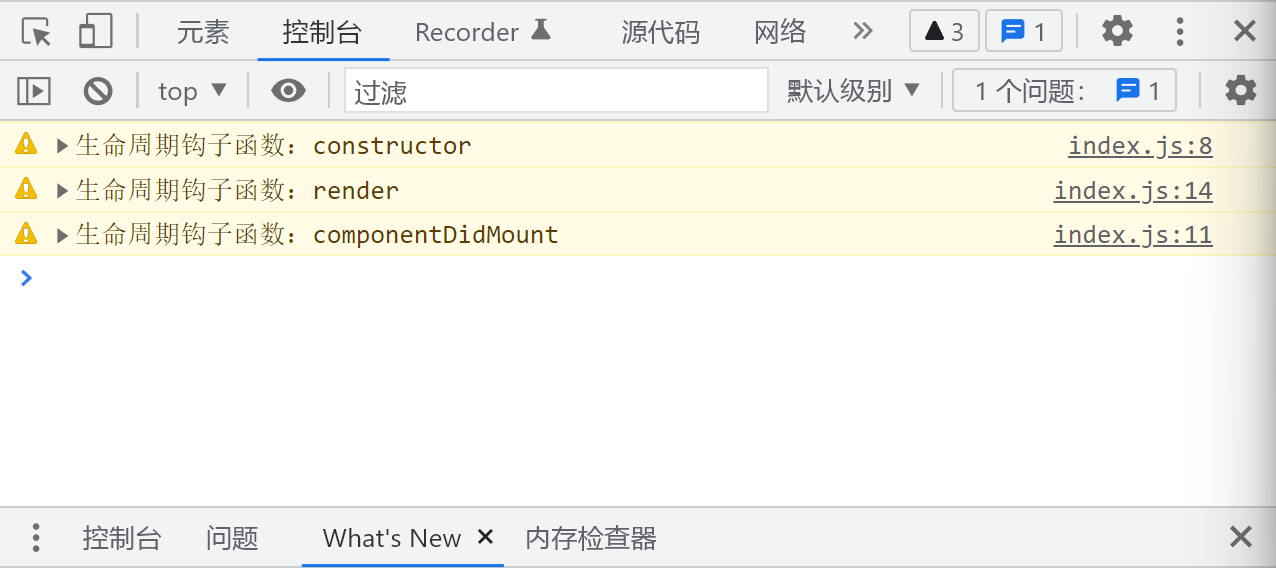 元素 控制台 Recorder 源代码 网络 3 1
top 过滤 默认级别 1 个问题： 1
生命周期钩子函数：constructor index.js:8
生命周期钩子函数：render index.js:14
生命周期钩子函数：componentDidMount index.js:11
控制台 问题 What's New 内存检查器